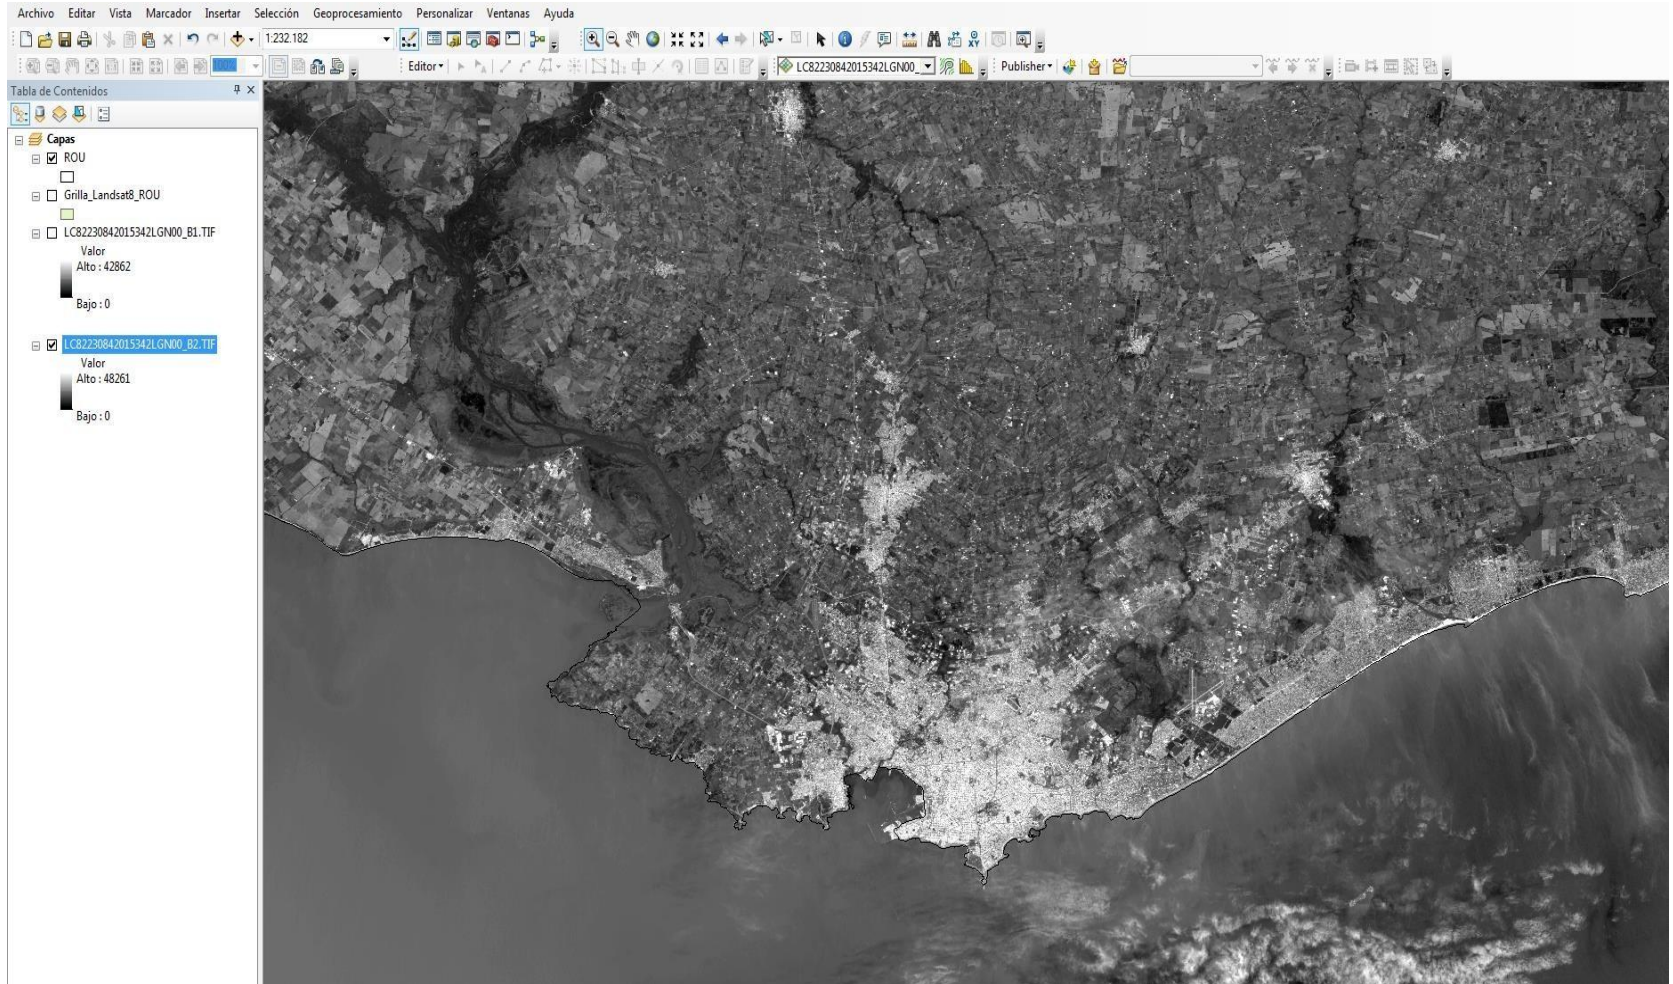 Archivo Editar Vista Marcador Insertar Selección Geoprocesamiento Personalizar Ventanas Ayuda
1:232.182
100%
Editor LC82230842015342LGN00_ Publisher
Tabla de Contenidos
Capas
ROU
Grilla_Landsat8_ROU
LC82230842015342LGN00_B1.TIF
Valor
Alto : 42862
Bajo : 0
LC82230842015342LGN00_B2.TIF
Valor
Alto : 48261
Bajo : 0